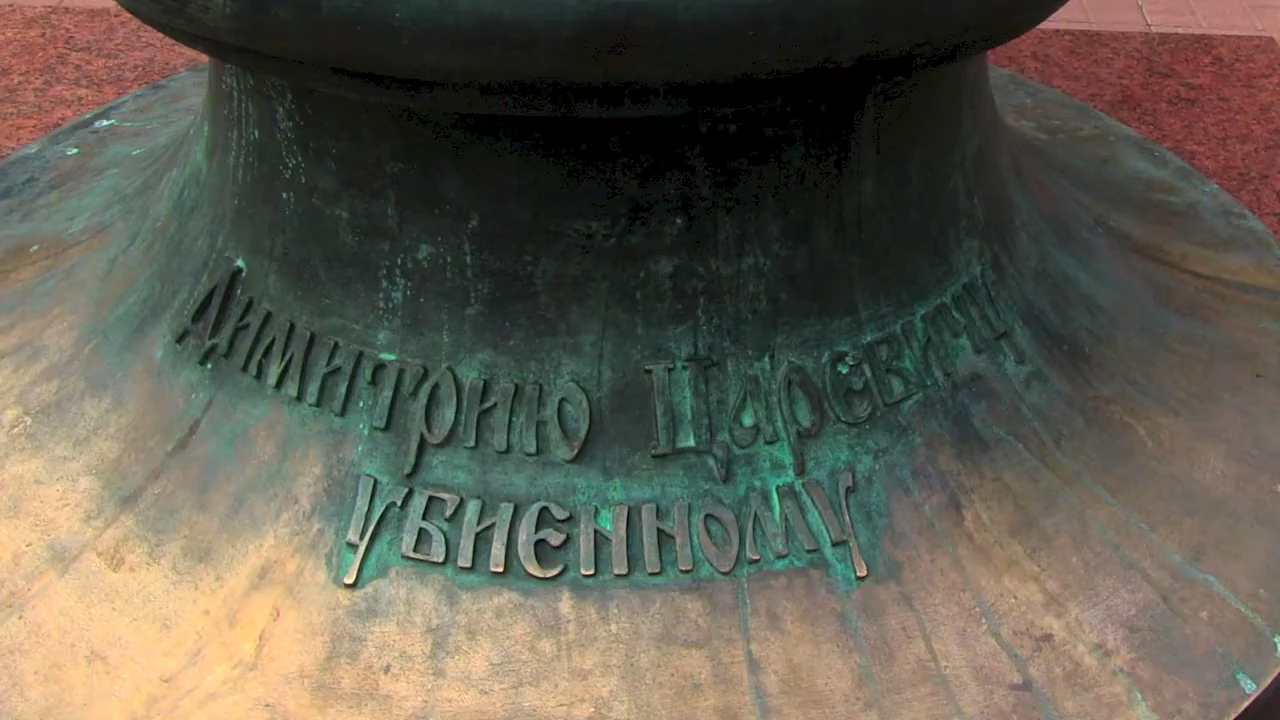 Димитрию Царевичу
убиенному